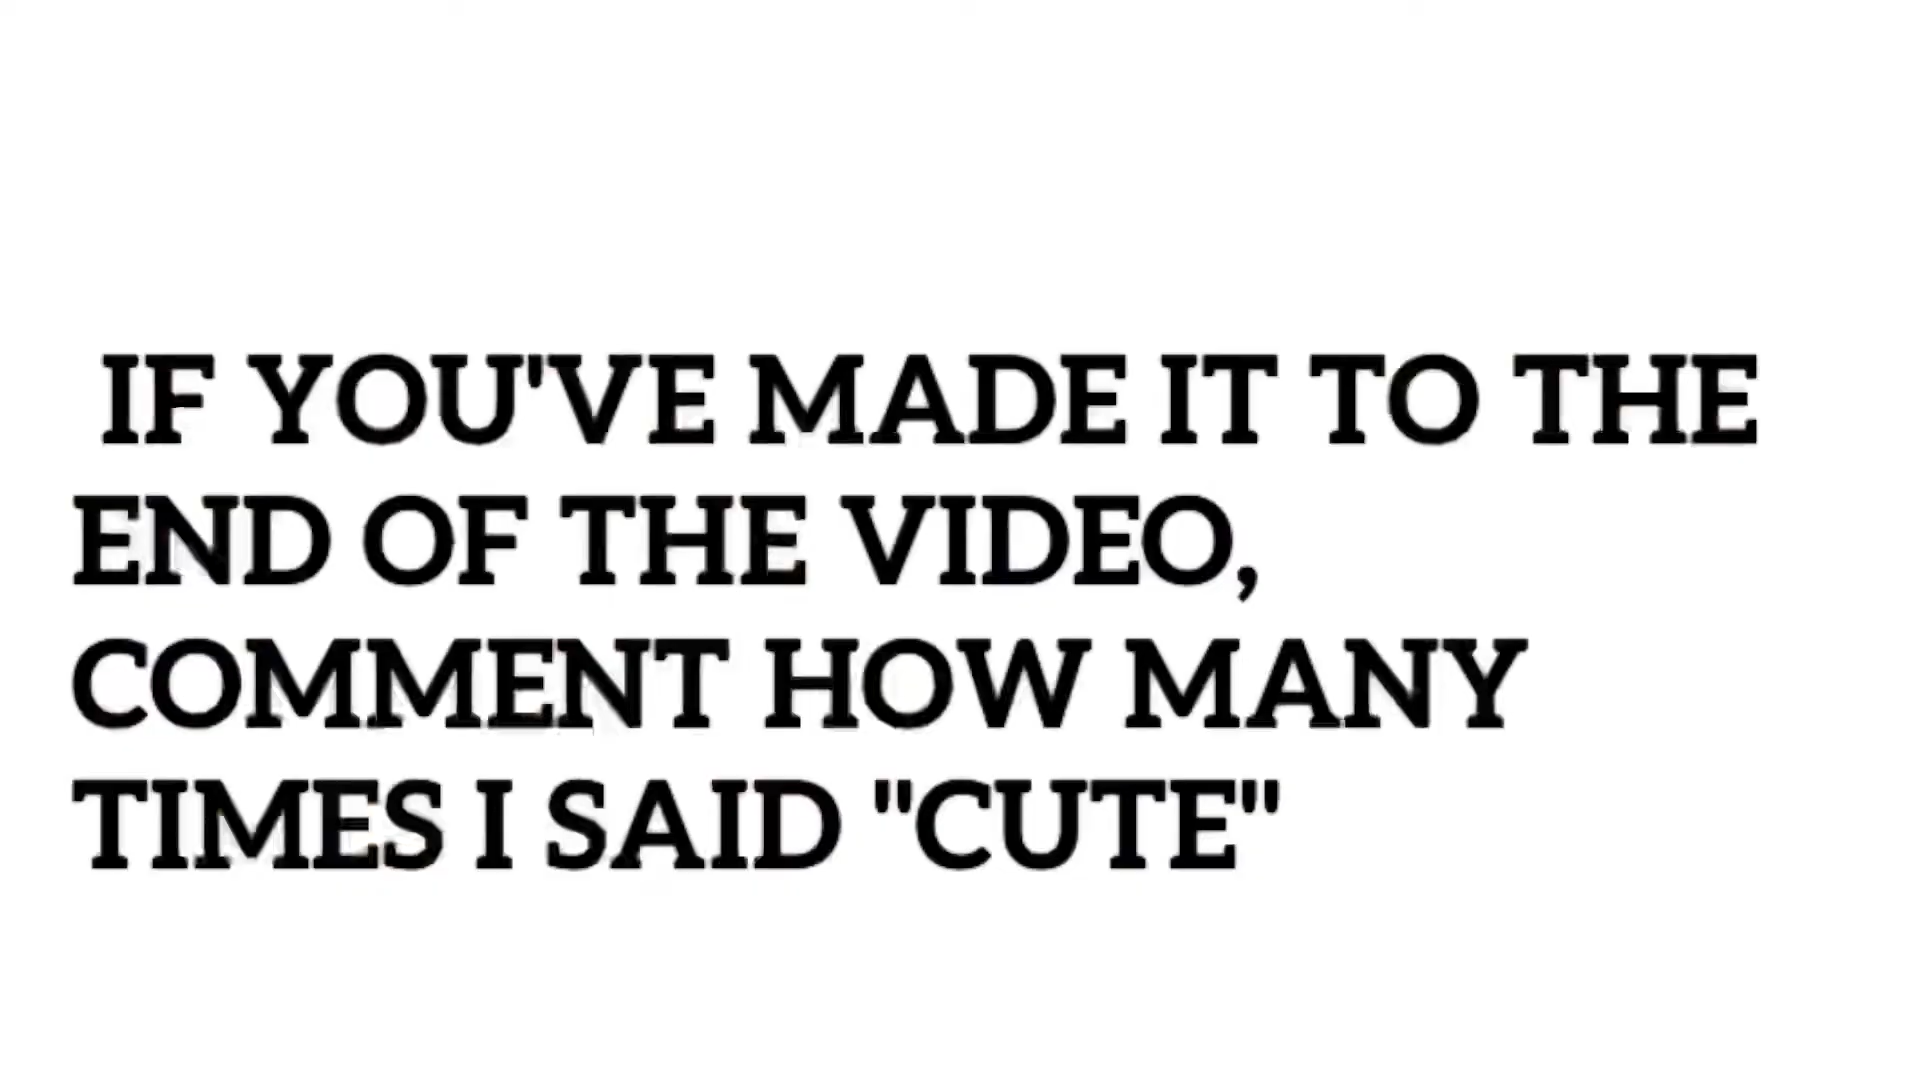 IF YOU'VE MADE IT TO THE
END OF THE VIDEO,
COMMENT HOW MANY
TIMES I SAID "CUTE"